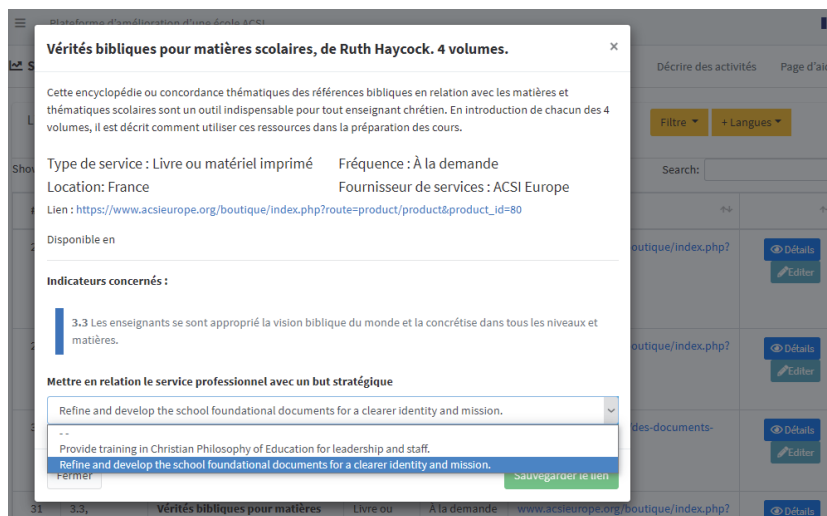 Plateforme d'amélioration d'une école ACSI
Vérités bibliques pour matières scolaires, de Ruth Haycock. 4 volumes.
×
S
Décrire des activités
Page d'aid
Cette encyclopédie ou concordance thématiques des références bibliques en relation avec les matières et
thématiques scolaires sont un outil indispensable pour tout enseignant chrétien. En introduction de chacun des 4
volumes, il est décrit comment utiliser ces ressources dans la préparation des cours.
L
Filtre
+Langues
Type de service : Livre ou matériel imprimé
Fréquence : À la demande
Show
Search:
Location: France
Fournisseur de services : ACSI Europe
Lien : https://www.acsieurope.org/boutique/index.php?route=product/product&product_id=80
#
Disponible en
outique/index.php?
Détails
Editer
Indicateurs concernés :
3.3 Les enseignants se sont approprié la vision biblique du monde et la concrétise dans tous les niveaux et
matières.
outique/index.php?
Détails
Editer
Mettre en relation le service professionnel avec un but stratégique
Refine and develop the school foundational documents for a clearer identity and mission.
- -
Provide training in Christian Philosophy of Education for leadership and staff.
Refine and develop the school foundational documents for a clearer identity and mission.
des-documents-
Détails
Editer
Fermer
Sauvegarder le lien
31
3.3,
Vérités bibliques pour matières
Livre ou
À la demande
www.acsieurope.org/boutique/index.php?
Détails